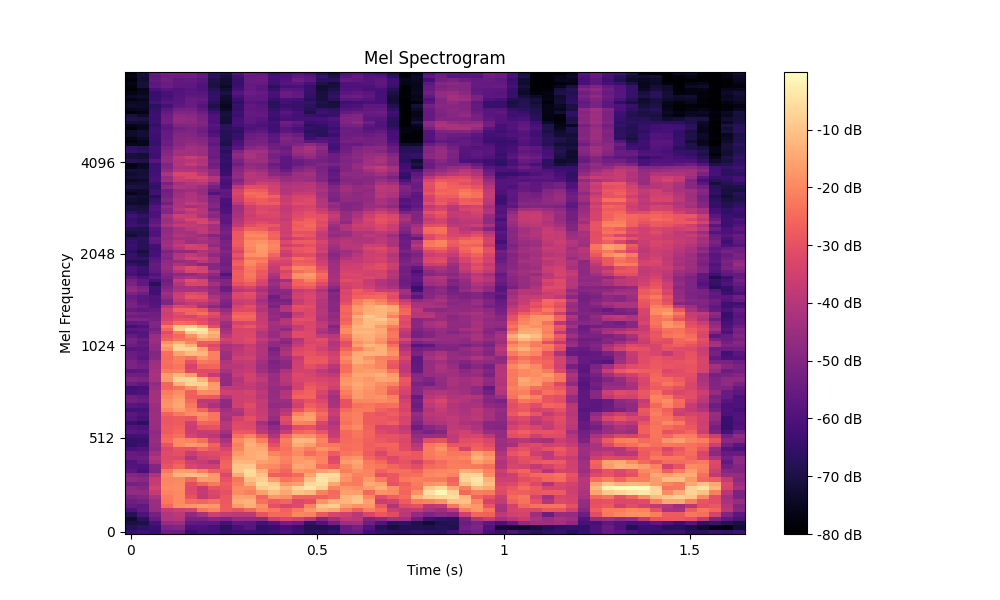 Mel Spectrogram
Mel Frequency
4096
2048
1024
512
0
0
0.5
1
1.5
Time (s)
-10 dB
-20 dB
-30 dB
-40 dB
-50 dB
-60 dB
-70 dB
-80 dB